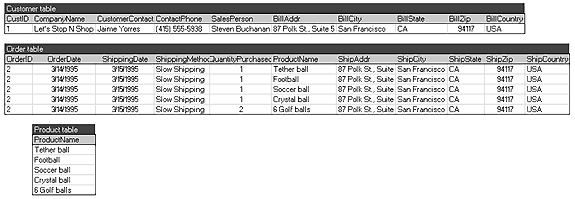 Customer table
CustID CompanyName CustomerContact ContactPhone SalesPerson BillAddr BillCity BillState BillZip BillCountry
1 Let's Stop N Shop Jaime Yorres (415) 555-5938 Steven Buchanan 87 Polk St., Suite 5 San Francisco CA 94117 USA
Order table
OrderID OrderDate ShippingDate ShippingMethod QuantityPurchased ProductName ShipAddr ShipCity ShipState ShipZip ShipCountry
2 3/14/1995 3/15/1995 Slow Shipping 1 Tether ball 87 Polk St., Suite San Francisco CA 94117 USA
2 3/14/1995 3/15/1995 Slow Shipping 1 Football 87 Polk St., Suite San Francisco CA 94117 USA
2 3/14/1995 3/15/1995 Slow Shipping 1 Soccer ball 87 Polk St., Suite San Francisco CA 94117 USA
2 3/14/1995 3/15/1995 Slow Shipping 1 Crystal ball 87 Polk St., Suite San Francisco CA 94117 USA
2 3/14/1995 3/15/1995 Slow Shipping 2 6 Golf balls 87 Polk St., Suite San Francisco CA 94117 USA
Product table
ProductName
Tether ball
Football
Soccer ball
Crystal ball
6 Golf balls